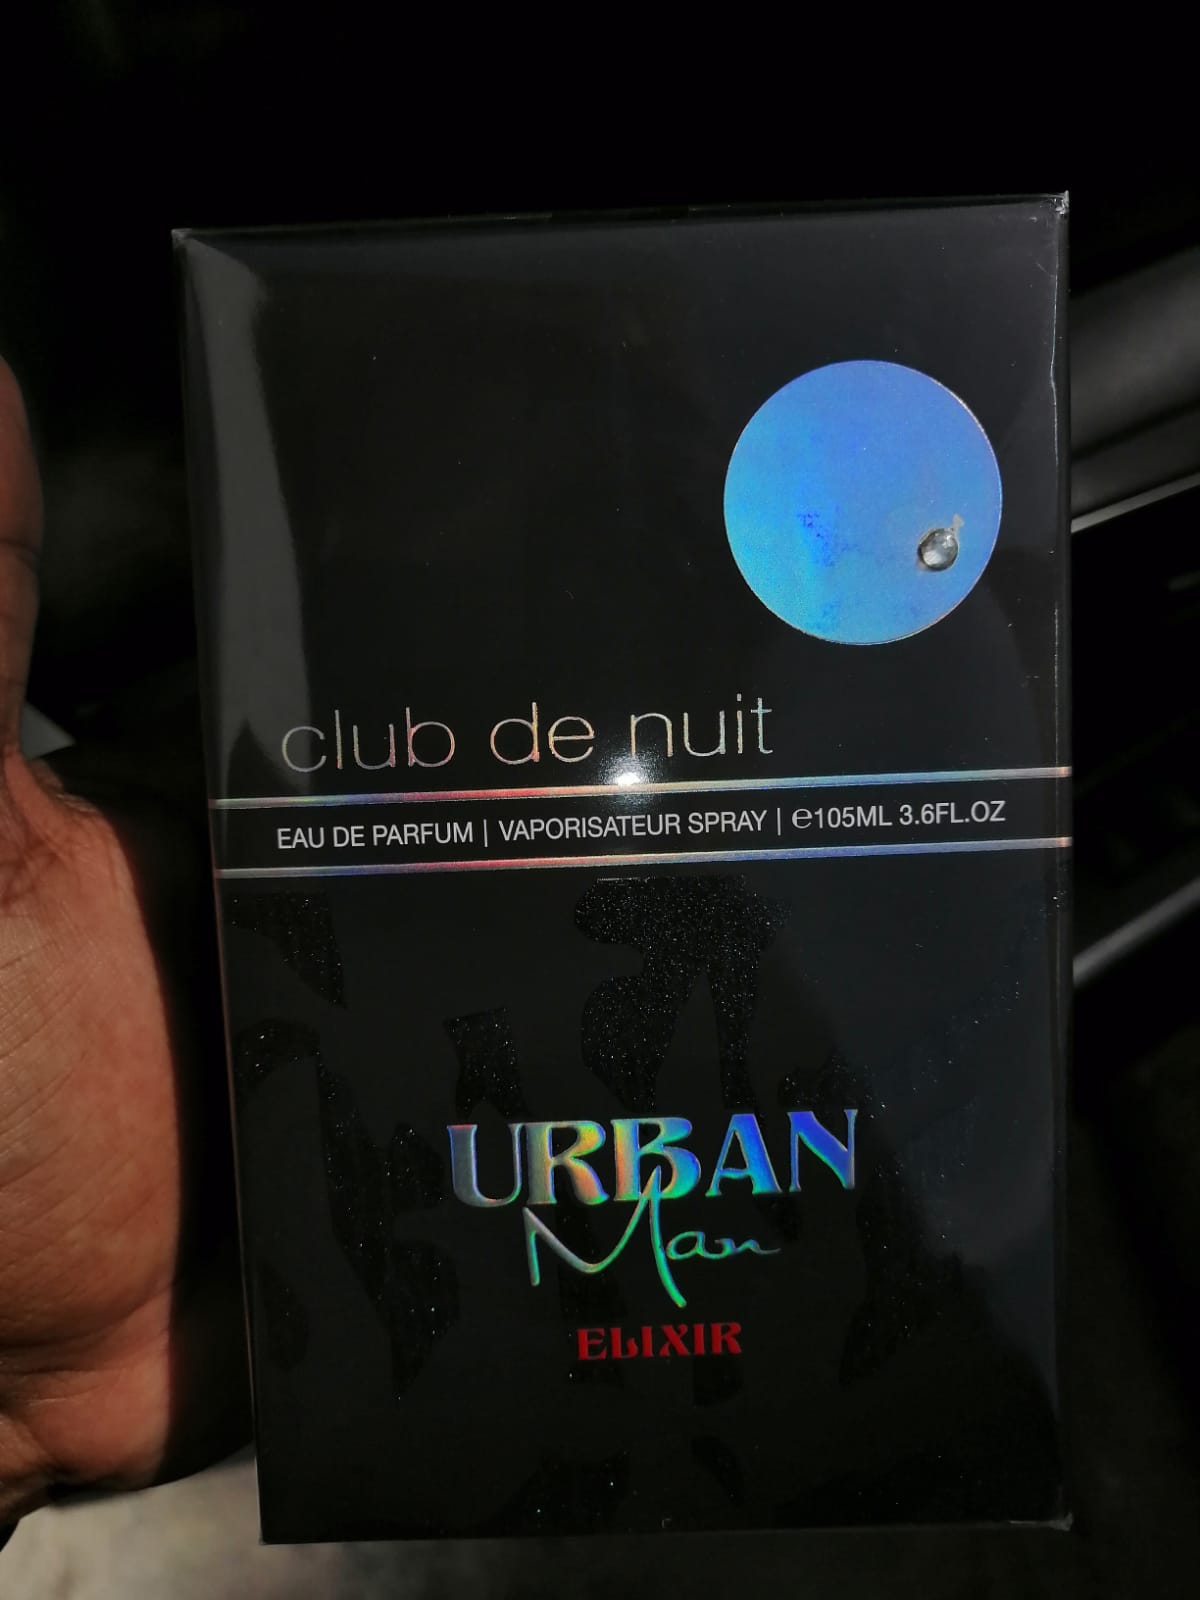 club de nuit
EAU DE PARFUM | VAPORISATEUR SPRAY | ℮105ML 3.6FL.OZ
URBAN
Man
ELIXIR